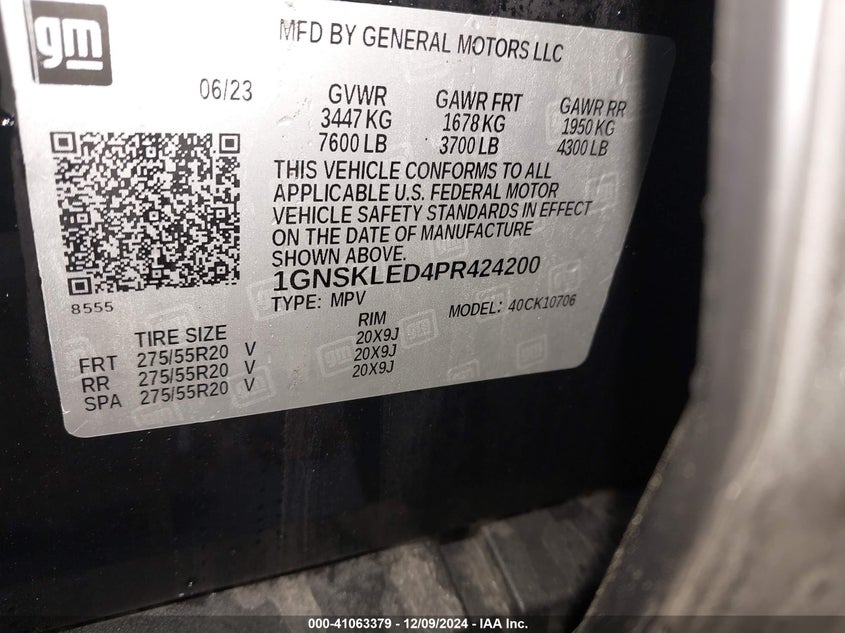 gm
MFD BY GENERAL MOTORS LLC
06/23
GVWR GAWR FRT GAWR RR
3447 KG 1678 KG 1950 KG
7600 LB 3700 LB 4300 LB
THIS VEHICLE CONFORMS TO ALL
APPLICABLE U.S. FEDERAL MOTOR
VEHICLE SAFETY STANDARDS IN EFFECT
ON THE DATE OF MANUFACTURE
SHOWN ABOVE.
1GNSKLED4PR424200
TYPE: MPV MODEL: 40CK10706
8555
TIRE SIZE RIM
FRT 275/55R20 V 20X9J
RR 275/55R20 V 20X9J
SPA 275/55R20 V 20X9J
000-41063379 - 12/09/2024 - IAA Inc.